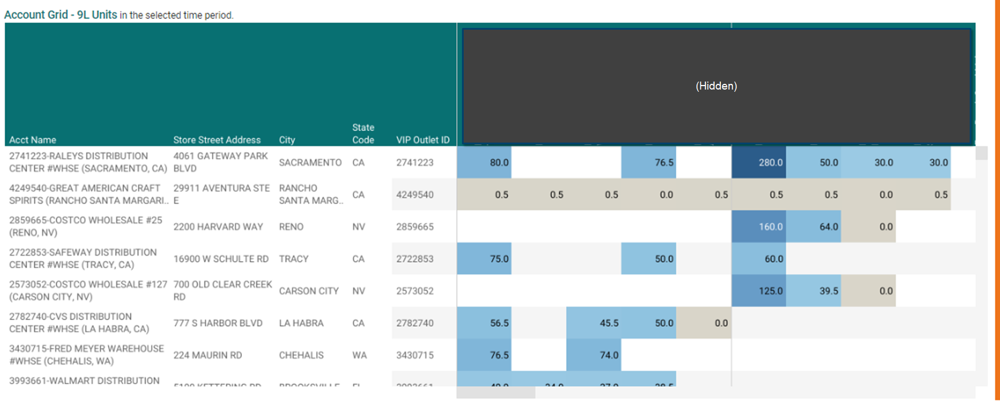 Account Grid - 9L Units in the selected time period.
(Hidden)
Acct Name Store Street Address City State Code VIP Outlet ID
2741223-RALEYS DISTRIBUTION CENTER #WHSE (SACRAMENTO, CA) 4061 GATEWAY PARK BLVD SACRAMENTO CA 2741223 80.0 76.5 280.0 50.0 30.0 30.0
4249540-GREAT AMERICAN CRAFT SPIRITS (RANCHO SANTA MARGARI.. 29911 AVENTURA STE E RANCHO SANTA MARG.. CA 4249540 0.5 0.5 0.5 0.0 0.5 0.5 0.5 0.0 0.5
2859665-COSTCO WHOLESALE #25 (RENO, NV) 2200 HARVARD WAY RENO NV 2859665 160.0 64.0 0.0
2722853-SAFEWAY DISTRIBUTION CENTER #WHSE (TRACY, CA) 16900 W SCHULTE RD TRACY CA 2722853 75.0 50.0 60.0
2573052-COSTCO WHOLESALE #127 (CARSON CITY, NV) 700 OLD CLEAR CREEK RD CARSON CITY NV 2573052 125.0 39.5 0.0
2782740-CVS DISTRIBUTION CENTER #WHSE (LA HABRA, CA) 777 S HARBOR BLVD LA HABRA CA 2782740 56.5 45.5 50.0 0.0
3430715-FRED MEYER WAREHOUSE #WHSE (CHEHALIS, WA) 224 MAURIN RD CHEHALIS WA 3430715 76.5 74.0
3993661-WALMART DISTRIBUTION